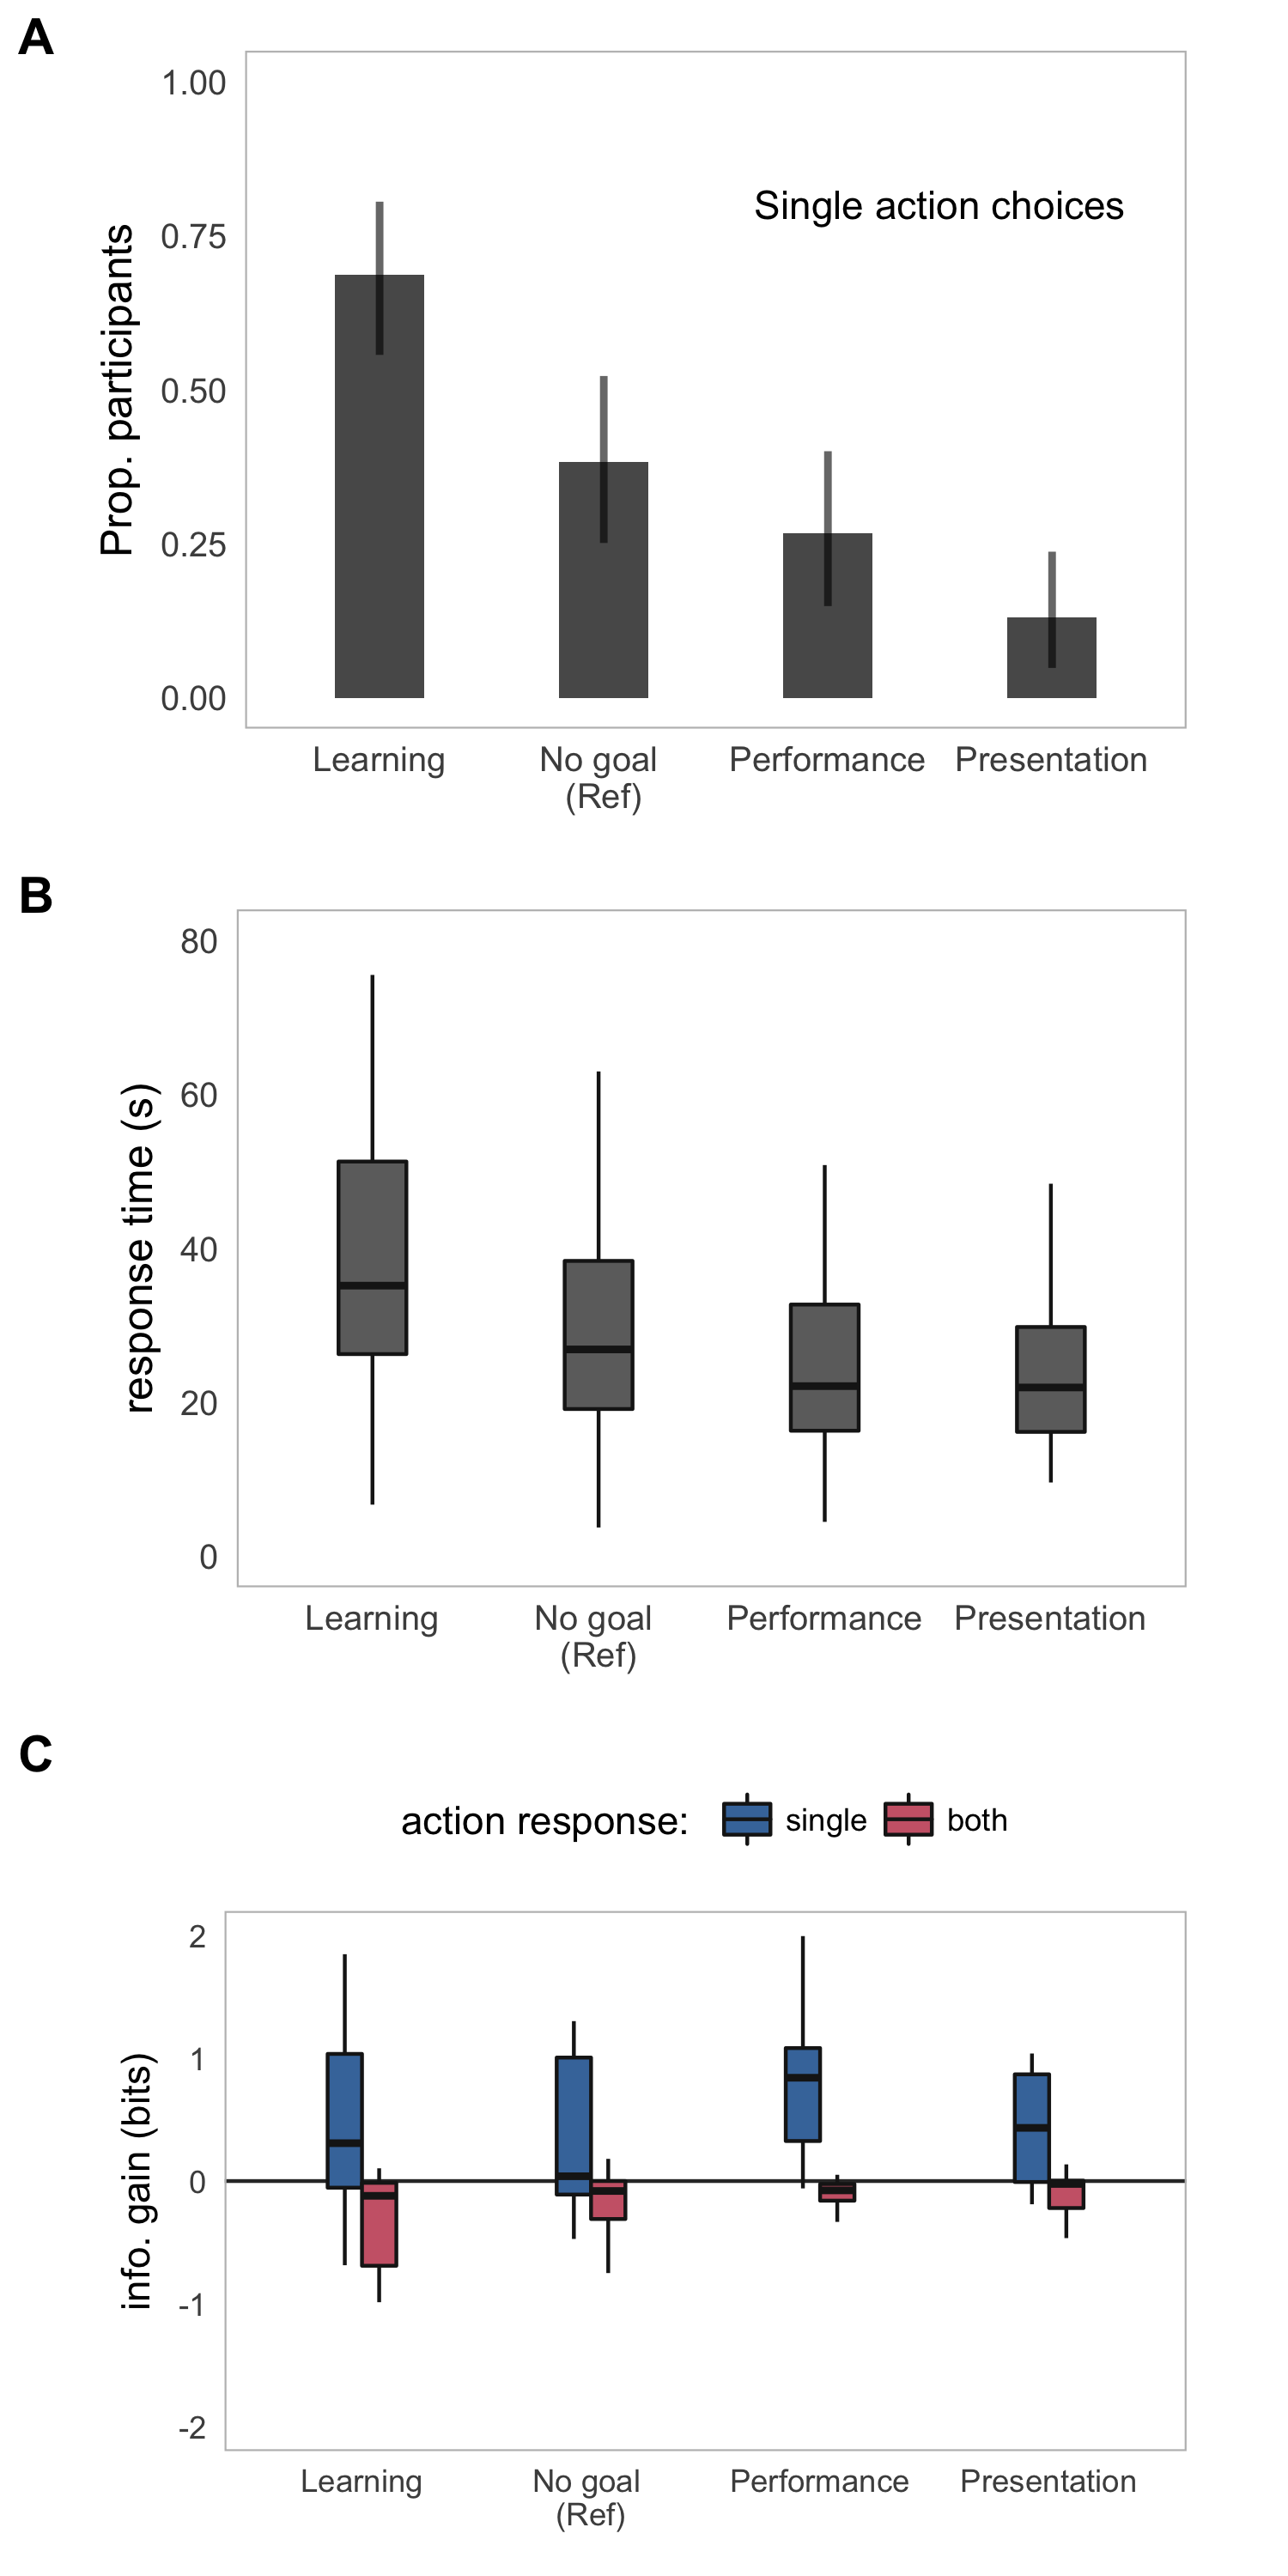 A
1.00
0.75
0.50
0.25
0.00
Prop. participants
Single action choices
Learning
No goal
(Ref)
Performance
Presentation
B
80
60
40
20
0
response time (s)
Learning
No goal
(Ref)
Performance
Presentation
C
action response: single both
2
1
0
-1
-2
info. gain (bits)
Learning
No goal
(Ref)
Performance
Presentation